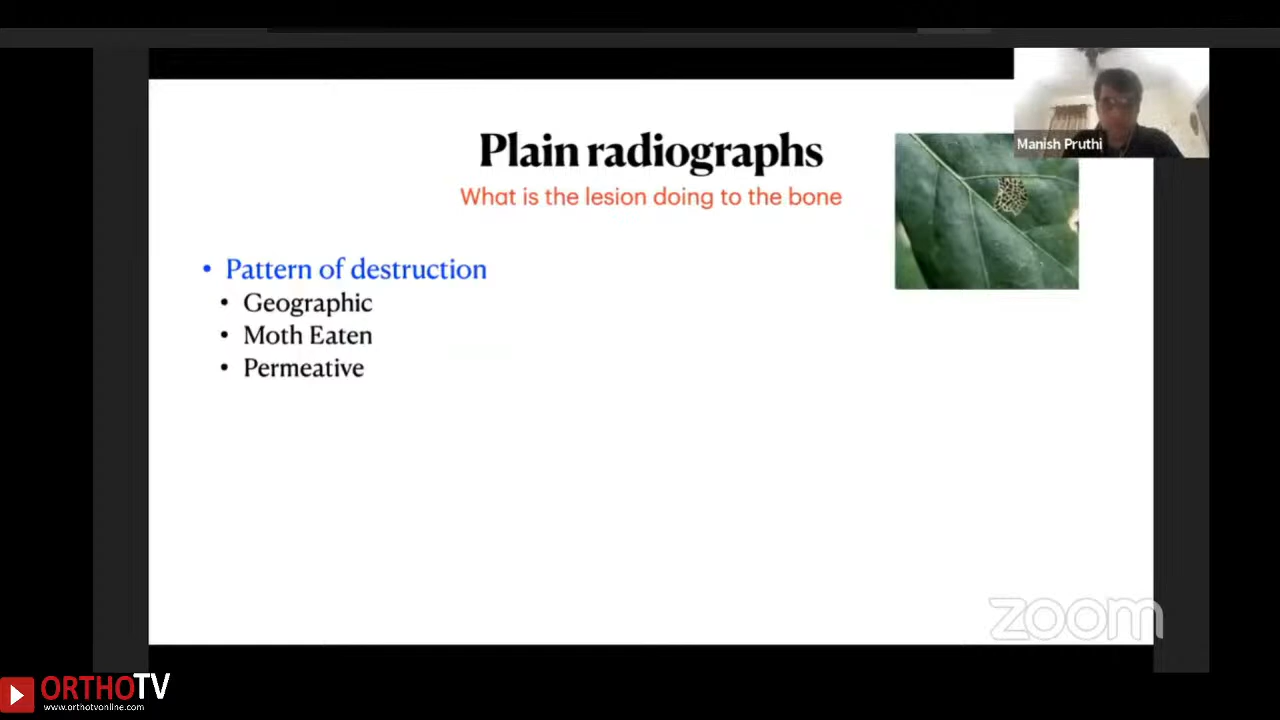 Plain radiographs
What is the lesion doing to the bone
Manish Pruthi
• Pattern of destruction
• Geographic
• Moth Eaten
• Permeative
zoom
ORTHOTV
www.orthotvonline.com